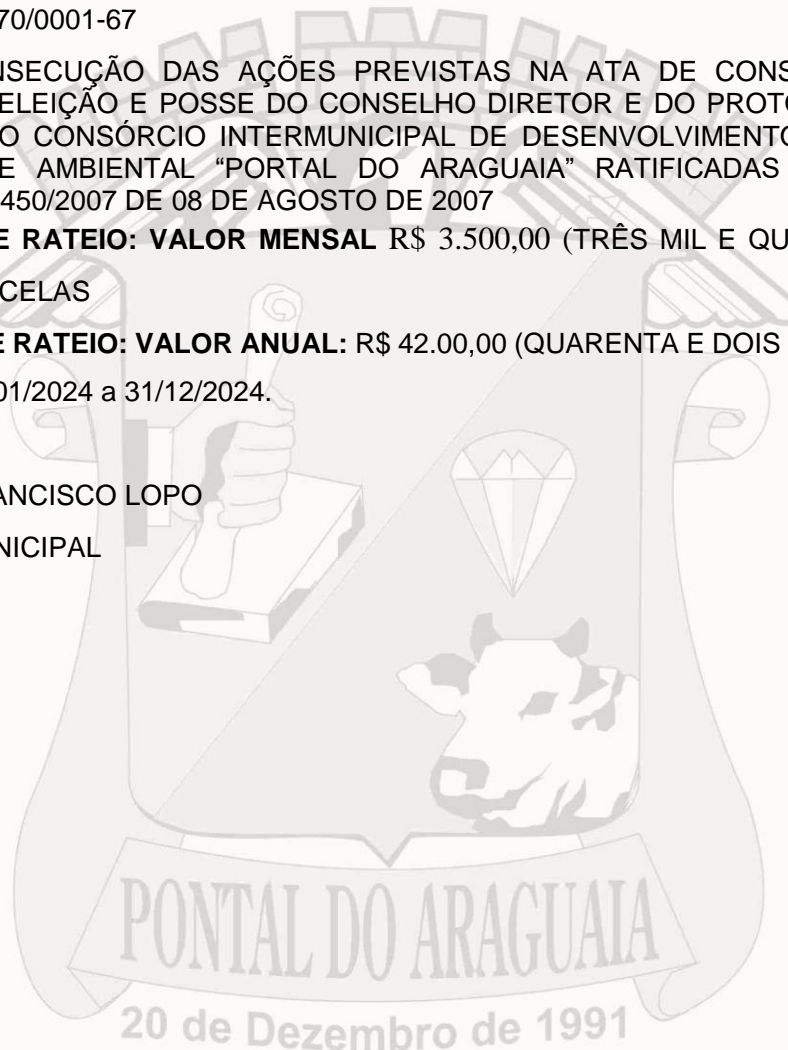 70/0001-67
NSECUÇÃO DAS AÇÕES PREVISTAS NA ATA DE CONS
ELEIÇÃO E POSSE DO CONSELHO DIRETOR E DO PROTO
O CONSÓRCIO INTERMUNICIPAL DE DESENVOLVIMENTO
E AMBIENTAL “PORTAL DO ARAGUAIA” RATIFICADAS
450/2007 DE 08 DE AGOSTO DE 2007
E RATEIO: VALOR MENSAL R$ 3.500,00 (TRÊS MIL E QU
CELAS
E RATEIO: VALOR ANUAL: R$ 42.00,00 (QUARENTA E DOIS
01/2024 a 31/12/2024.
ANCISCO LOPO
NICIPAL
PONTAL DO ARAGUAIA
20 de Dezembro de 1991